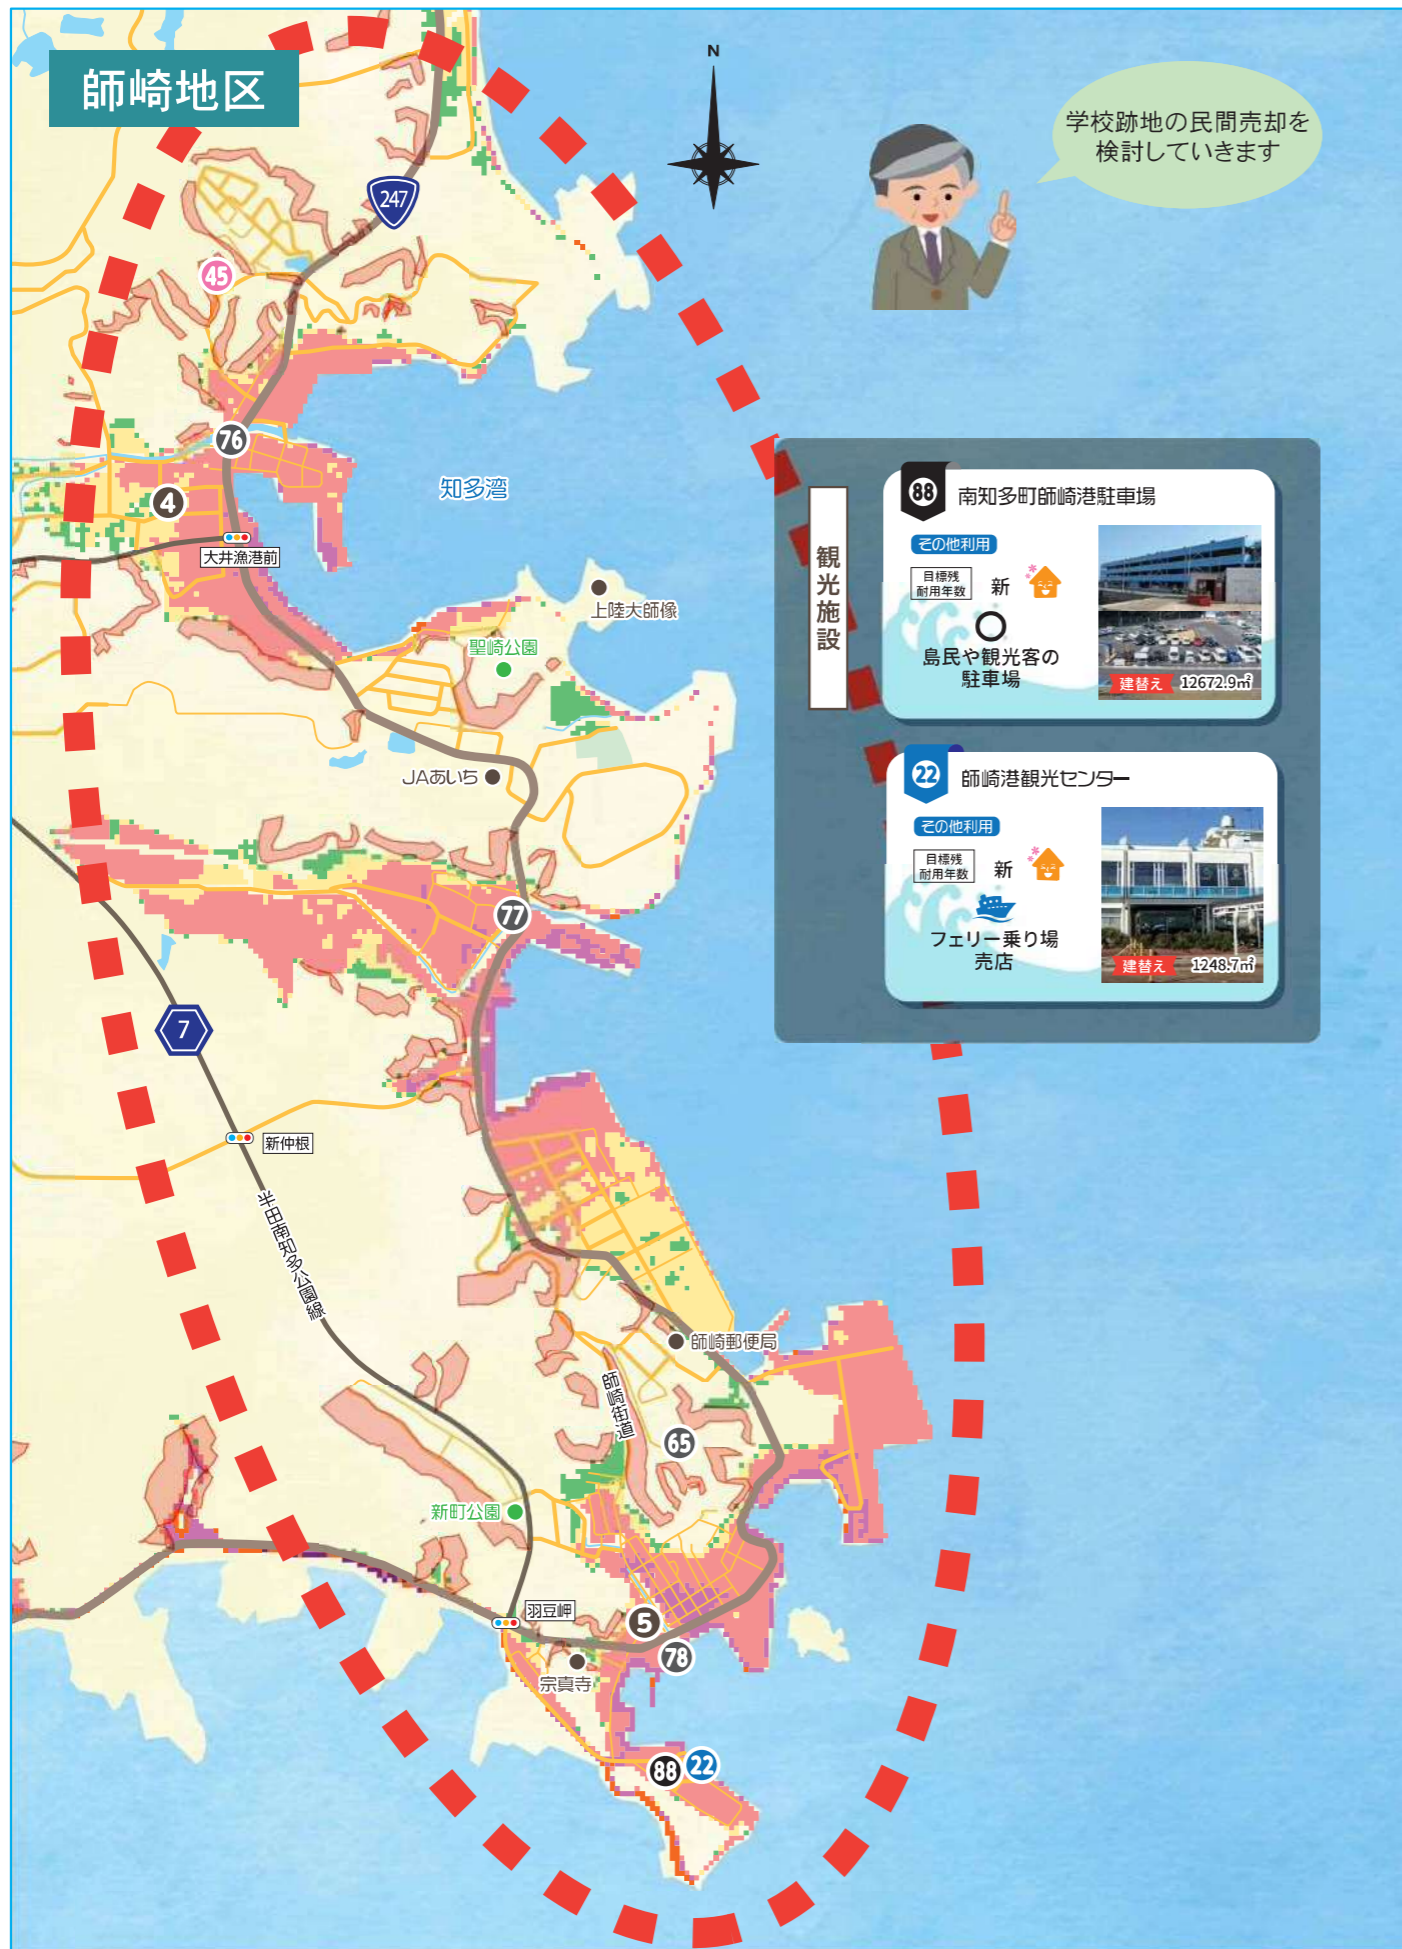 師崎地区
N
学校跡地の民間売却を
検討していきます
247
45
76
4
大井漁港前
知多湾
上陸大師像
聖崎公園
JAあいち
77
7
新仲根
半田南知多公園線
師崎郵便局
師崎街道
65
新町公園
羽豆岬
5
78
宗真寺
88
22
観光施設
88
南知多町師崎港駐車場
その他利用
目標残
耐用年数
新
島民や観光客の
駐車場
建替え 12672.9㎡
22
師崎港観光センター
その他利用
目標残
耐用年数
新
フェリー乗り場
売店
建替え 1248.7㎡